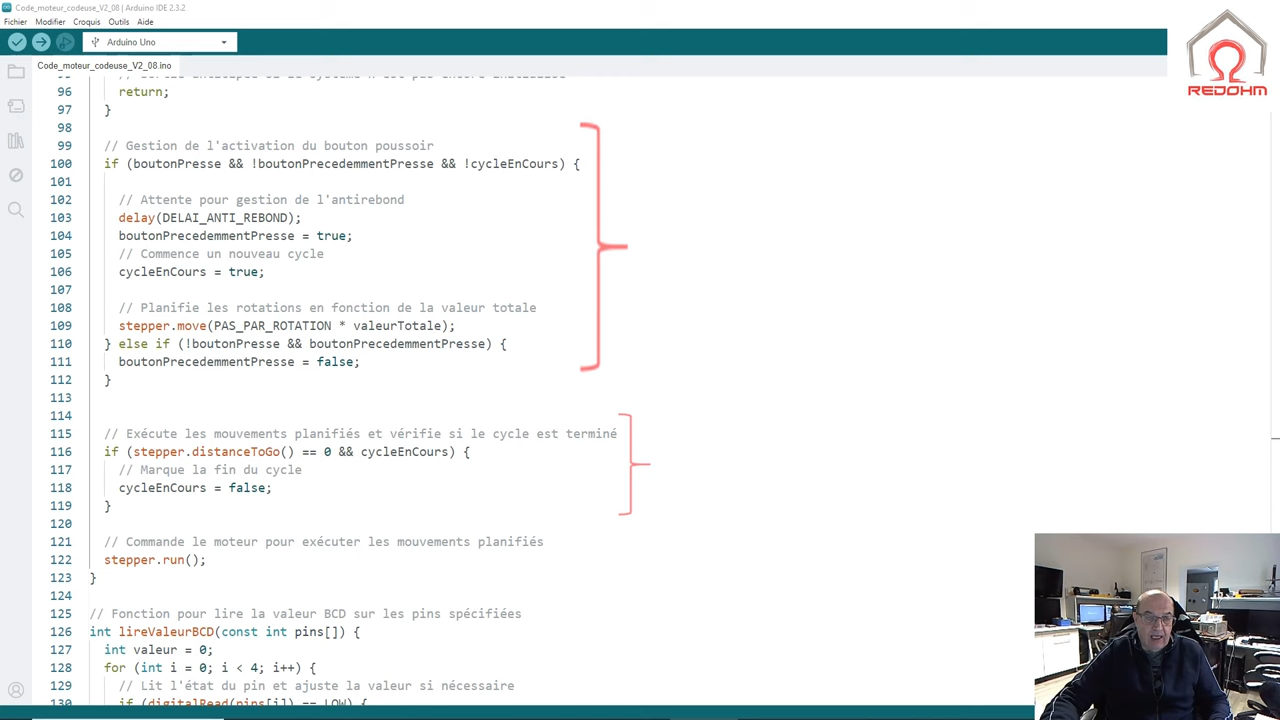 Code_moteur_codeuse_V2_08 | Arduino IDE 2.3.2
Fichier Modifier Croquis Outils Aide
Arduino Uno
REDOHM
Code_moteur_codeuse_V2_08.ino
96 return;
97 }
98
99 // Gestion de l'activation du bouton poussoir
100 if (boutonPresse && !boutonPrecedemmentPresse && !cycleEnCours) {
101
102 // Attente pour gestion de l'antirebond
103 delay(DELAI_ANTI_REBOND);
104 boutonPrecedemmentPresse = true;
105 // Commence un nouveau cycle
106 cycleEnCours = true;
107
108 // Planifie les rotations en fonction de la valeur totale
109 stepper.move(PAS_PAR_ROTATION * valeurTotale);
110 } else if (!boutonPresse && boutonPrecedemmentPresse) {
111 boutonPrecedemmentPresse = false;
112 }
113
114
115 // Exécute les mouvements planifiés et vérifie si le cycle est terminé
116 if (stepper.distanceToGo() == 0 && cycleEnCours) {
117 // Marque la fin du cycle
118 cycleEnCours = false;
119 }
120
121 // Commande le moteur pour exécuter les mouvements planifiés
122 stepper.run();
123 }
124
125 // Fonction pour lire la valeur BCD sur les pins spécifiées
126 int lireValeurBCD(const int pins[]) {
127 int valeur = 0;
128 for (int i = 0; i < 4; i++) {
129 // Lit l'état du pin et ajuste la valeur si nécessaire
130 if (digitalRead(pins[i]) == LOW) {